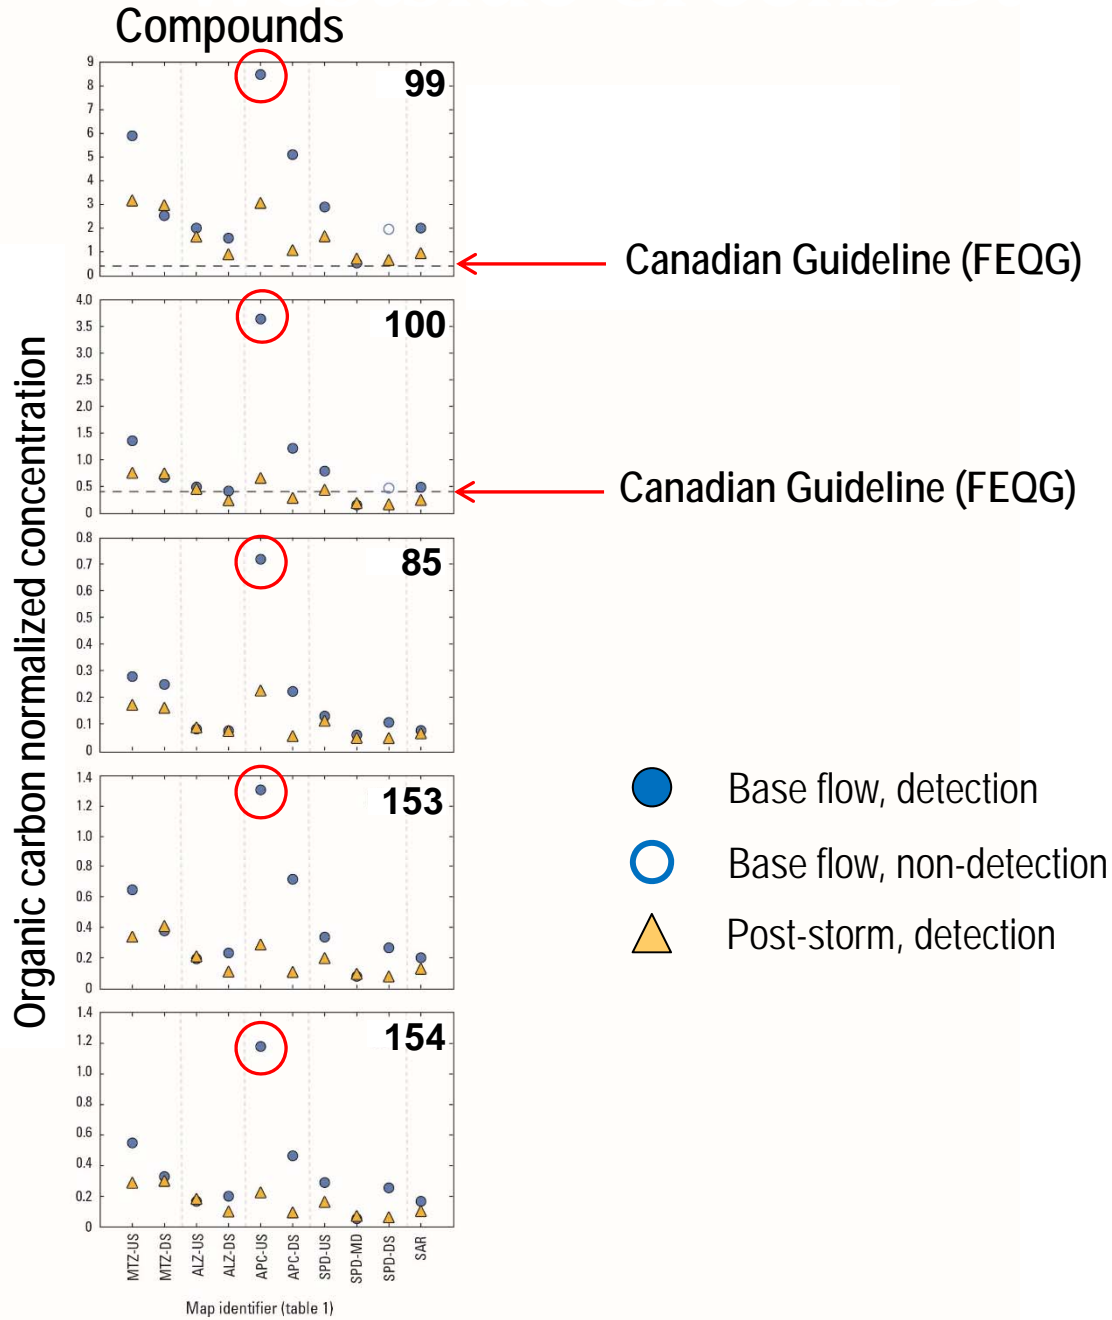 Compounds
Organic carbon normalized concentration
9
8
7
6
5
4
3
2
1
0
99
Canadian Guideline (FEQG)
4.0
3.5
3.0
2.5
2.0
1.5
1.0
0.5
0
100
Canadian Guideline (FEQG)
0.8
0.7
0.6
0.5
0.4
0.3
0.2
0.1
0
85
1.4
1.2
1.0
0.8
0.6
0.4
0.2
0
153
1.4
1.2
1.0
0.8
0.6
0.4
0.2
0
154
Base flow, detection
Base flow, non-detection
Post-storm, detection
MTZ-US
MTZ-DS
ALZ-US
ALZ-DS
APC-US
APC-DS
SPD-US
SPD-MD
SPD-DS
SAR
Map identifier (table 1)